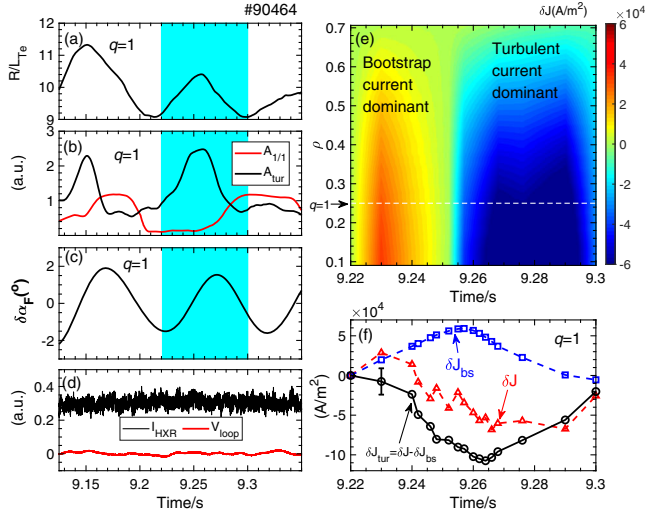 #90464
(a)
q=1
R/L_Te
12
11
10
9
(b)
q=1
A_1/1
A_tur
(a.u.)
3
2
1
0
(c)
q=1
δα_F(°)
2
0
-2
(d)
I_HXR
V_loop
(a.u.)
0.4
0.2
0
9.15
9.2
9.25
9.3
Time/s
δJ(A/m²)
×10⁴
(e)
Bootstrap
current
dominant
Turbulent
current
dominant
ρ
0.7
0.6
0.5
0.4
0.3
q=1
0.2
0.1
9.22
9.24
9.26
9.28
9.3
Time/s
6
4
2
0
-2
-4
-6
×10⁴
(f)
q=1
δJ_bs
δJ
δJ_tur=δJ-δJ_bs
(A/m²)
5
0
-5
-10
9.22
9.24
9.26
9.28
9.3
Time/s